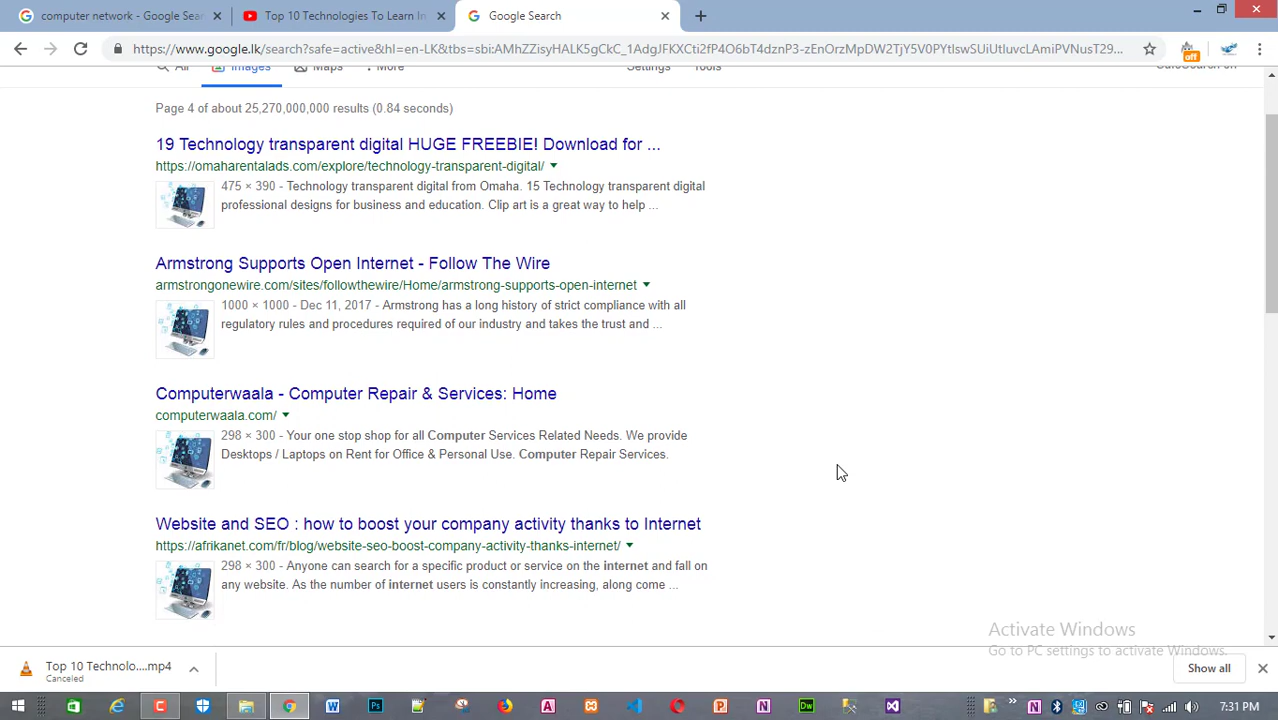 computer network - Google Sea
Top 10 Technologies To Learn In
Google Search
https://www.google.lk/search?safe=active&hl=en-LK&tbs=sbi:AMhZZisyHALK5gCkC_1AdgJFKXCti2fP4O6bT4dznP3-zEnOrzMpDW2TjY5V0PYtIswSUiUtluvcLAmiPVNusT29...
off
All
Images
Maps
More
Settings
Tools
SafeSearch on
Page 4 of about 25,270,000,000 results (0.84 seconds)
19 Technology transparent digital HUGE FREEBIE! Download for ...
https://omaharentalads.com/explore/technology-transparent-digital/
475 × 390 - Technology transparent digital from Omaha. 15 Technology transparent digital
professional designs for business and education. Clip art is a great way to help ...
Armstrong Supports Open Internet - Follow The Wire
armstrongonewire.com/sites/followthewire/Home/armstrong-supports-open-internet
1000 × 1000 - Dec 11, 2017 - Armstrong has a long history of strict compliance with all
regulatory rules and procedures required of our industry and takes the trust and ...
Computerwaala - Computer Repair & Services: Home
computerwaala.com/
298 × 300 - Your one stop shop for all Computer Services Related Needs. We provide
Desktops / Laptops on Rent for Office & Personal Use. Computer Repair Services.
Website and SEO : how to boost your company activity thanks to Internet
https://afrikanet.com/fr/blog/website-seo-boost-company-activity-thanks-internet/
298 × 300 - Anyone can search for a specific product or service on the internet and fall on
any website. As the number of internet users is constantly increasing, along come ...
Activate Windows
Go to PC settings to activate Windows.
Top 10 Technolo....mp4
Canceled
Show all
7:31 PM